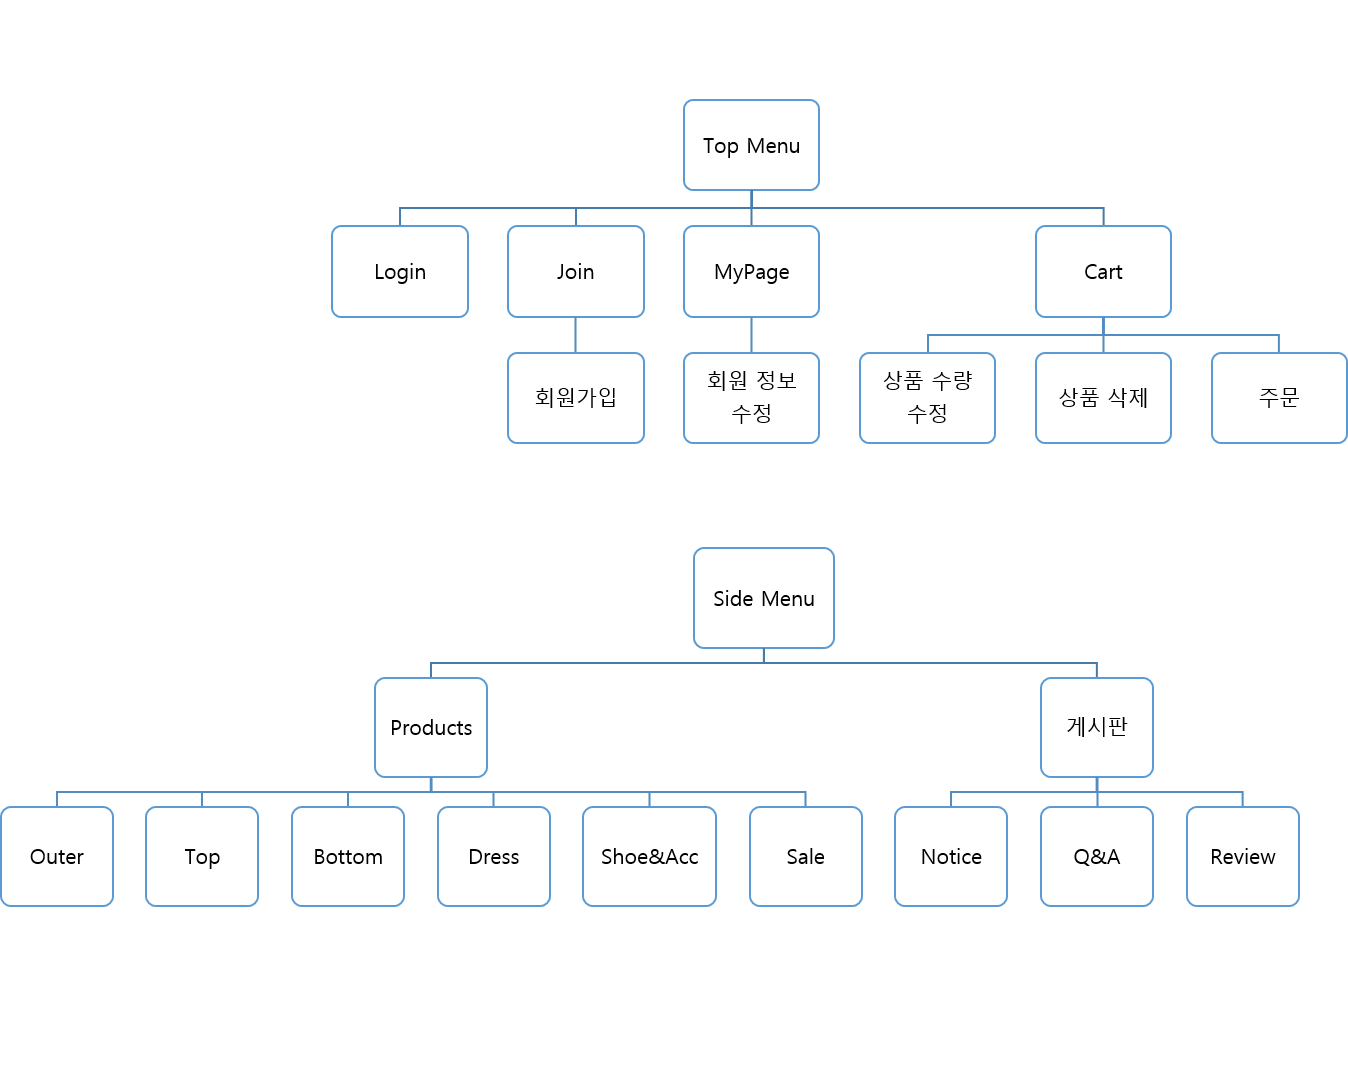 Top Menu
Login
Join
MyPage
Cart
회원가입
회원 정보
수정
상품 수량
수정
상품 삭제
주문
Side Menu
Products
게시판
Outer
Top
Bottom
Dress
Shoe&Acc
Sale
Notice
Q&A
Review